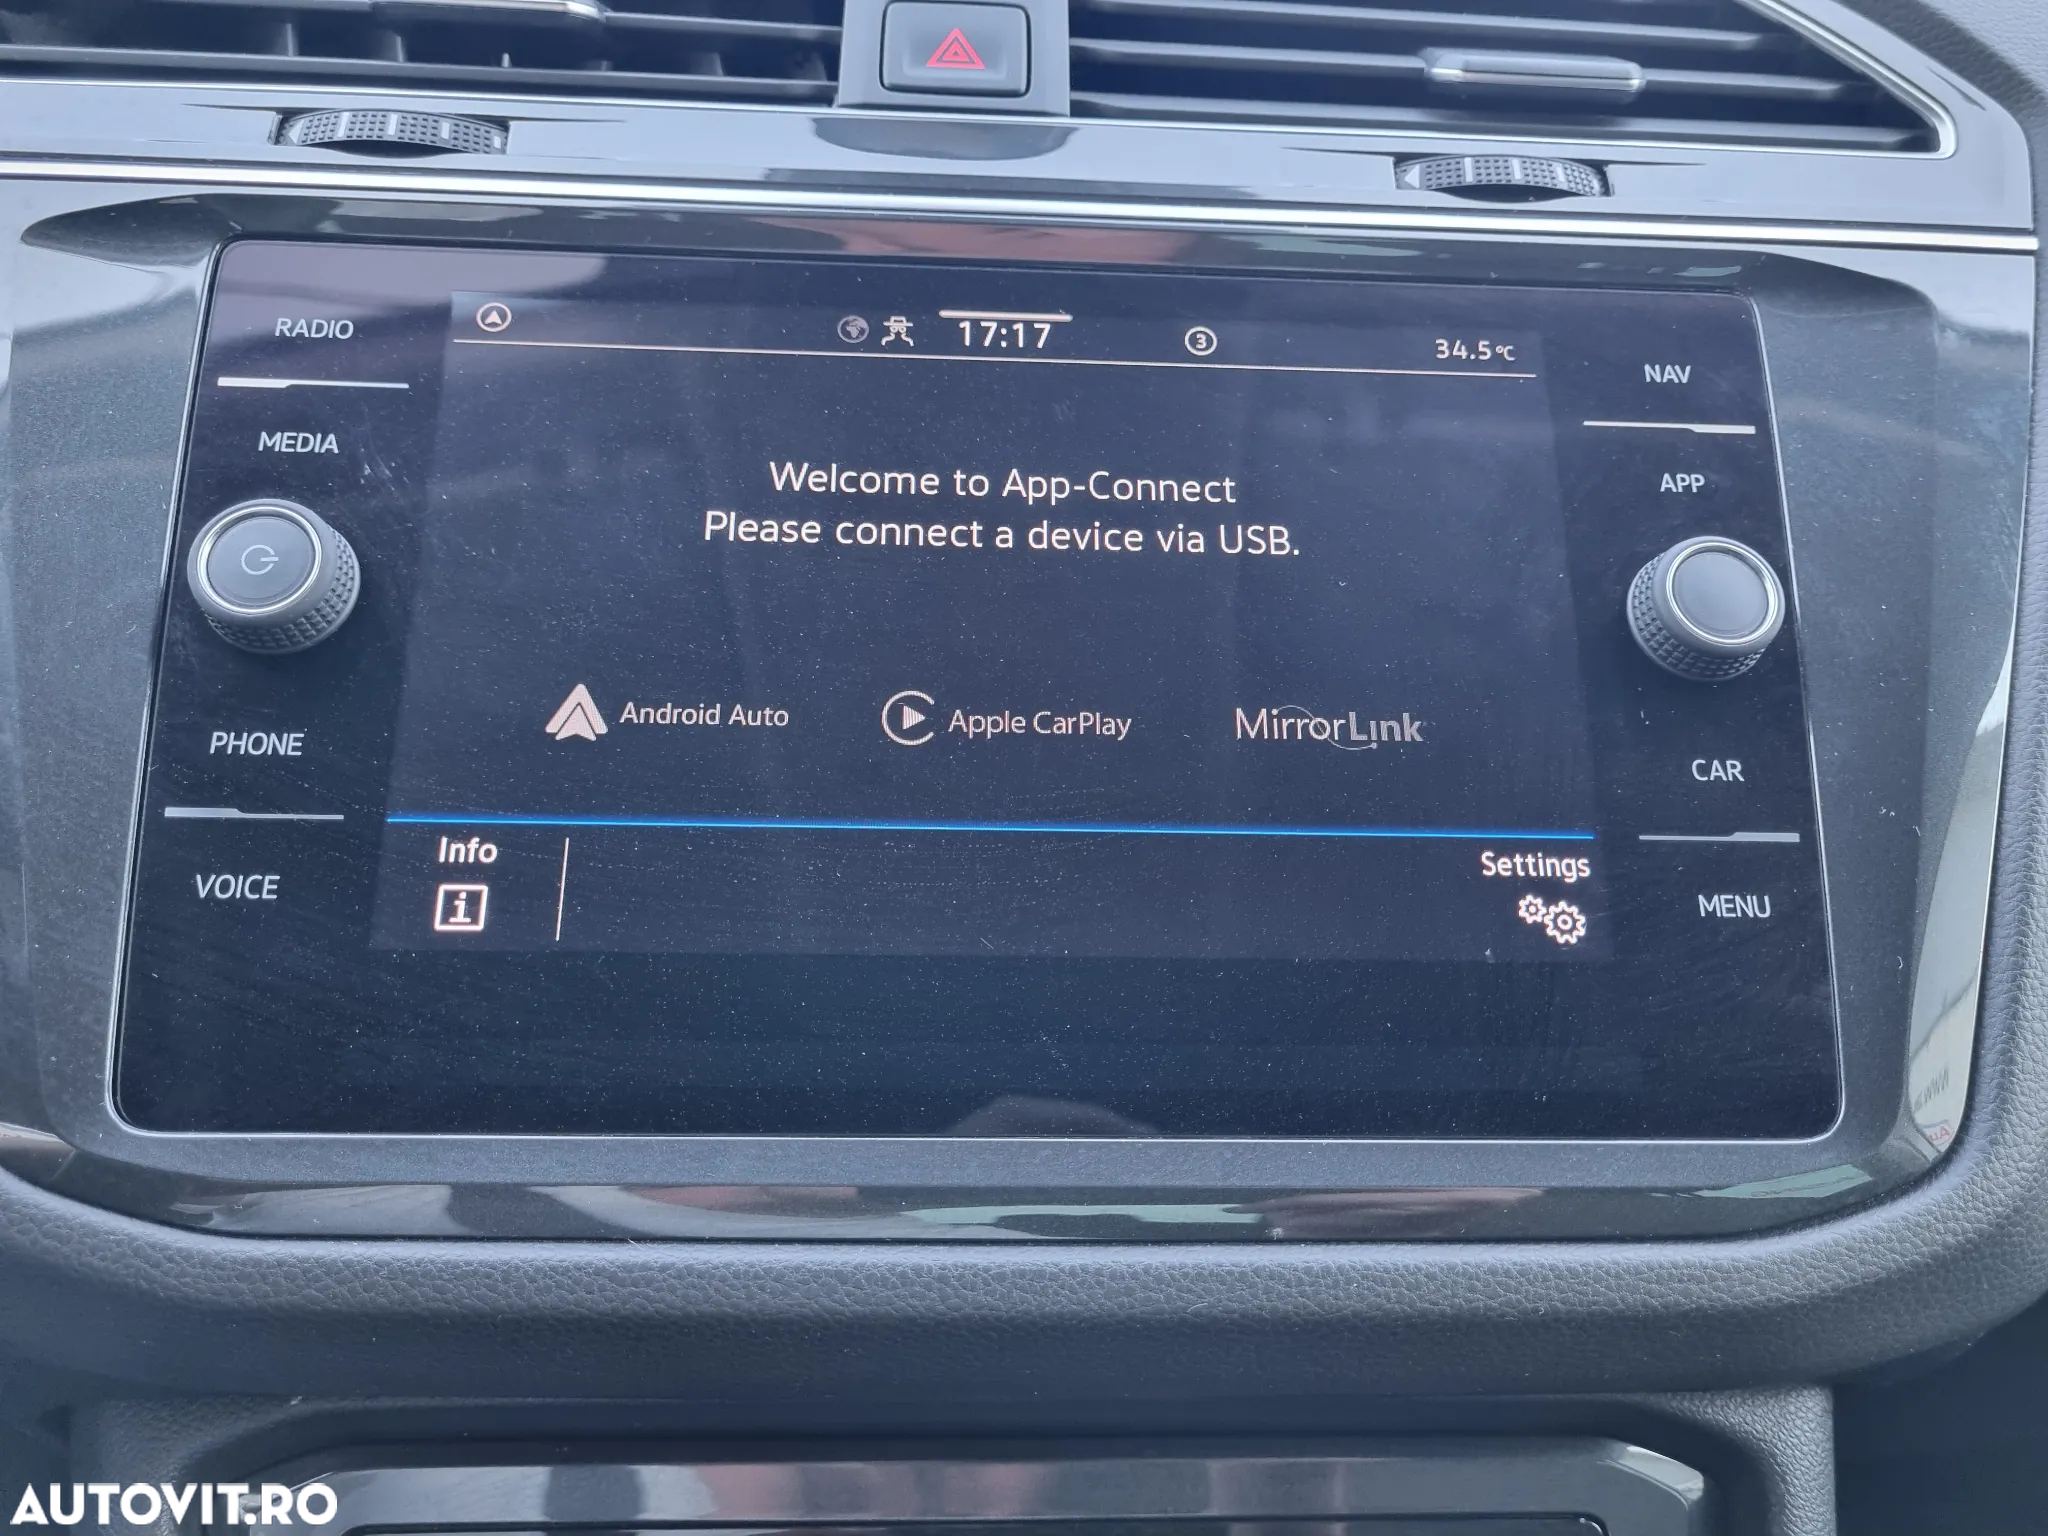 17:17
3
34.5°C
RADIO
MEDIA
PHONE
VOICE
Welcome to App-Connect
Please connect a device via USB.
Android Auto
Apple CarPlay
MirrorLink
Info
i
Settings
NAV
APP
CAR
MENU
AUTOVIT.RO